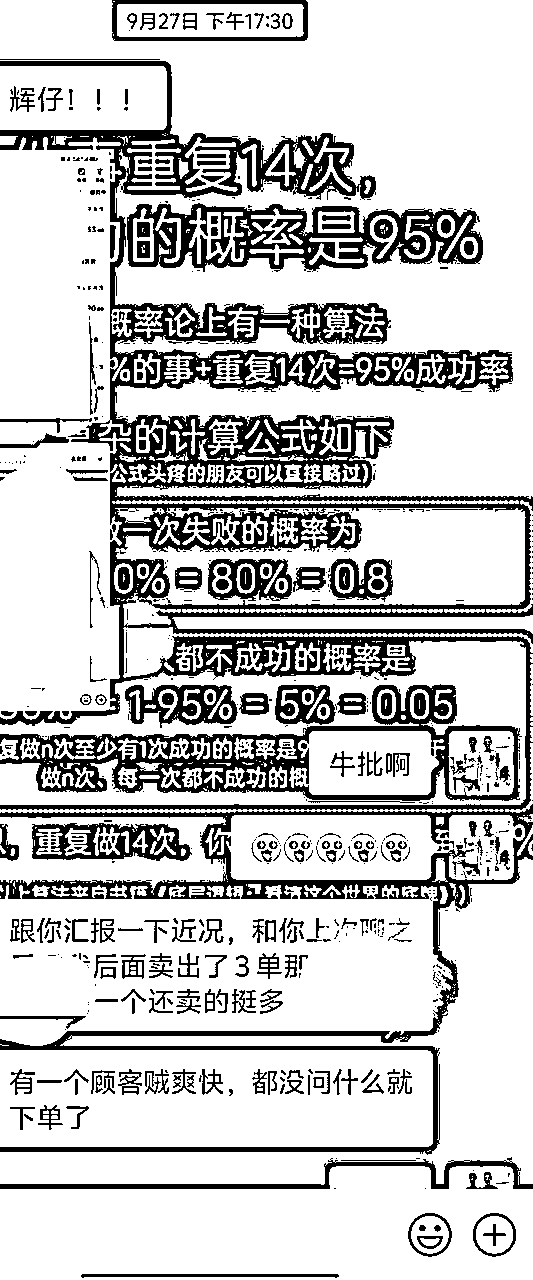 9月27日 下午17:30
辉仔！！！
重复14次，
的概率是95%
概率论上有一种算法
%的事+重复14次=95%成功率
杂的计算公式如下
公式头疼的朋友可以直接略过）
一次失败的概率为
0% = 80% = 0.8
都不成功的概率是
= 1-95% = 5% = 0.05
复做n次至少有1次成功的概率是9
牛批啊
做n次、每一次都不成功的概
，重复做14次，你
跟你汇报一下近况，和你上次聊之
后面卖出了3单那
一个还卖的挺多
有一个顾客贼爽快，都没问什么就
下单了